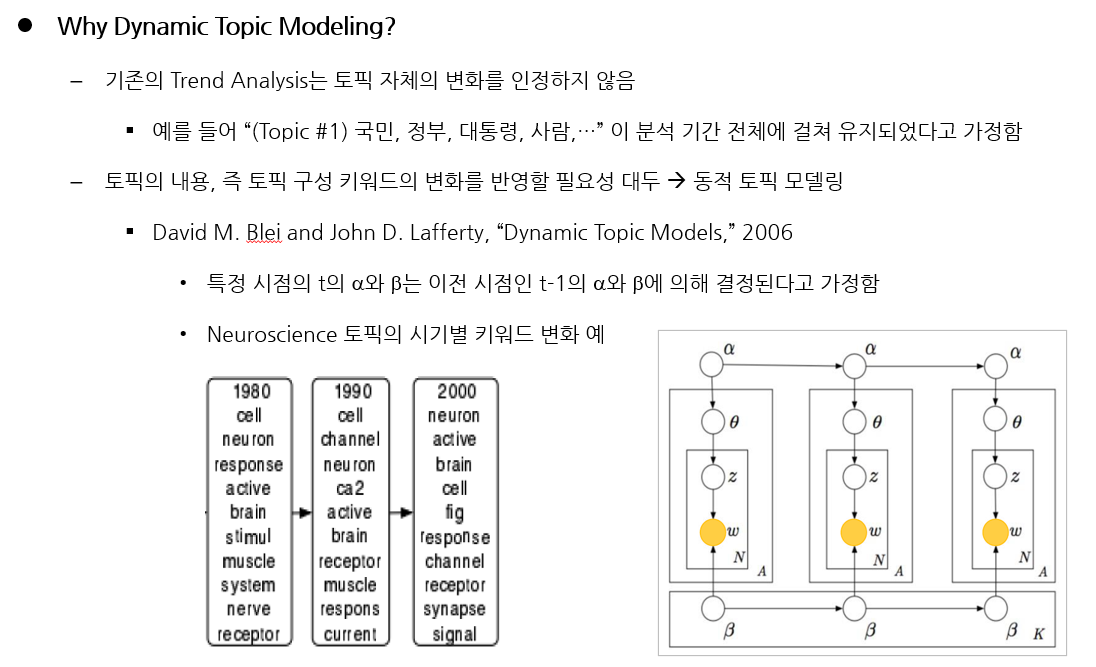 ● Why Dynamic Topic Modeling?
– 기존의 Trend Analysis는 토픽 자체의 변화를 인정하지 않음
▪ 예를 들어 “(Topic #1) 국민, 정부, 대통령, 사람,…” 이 분석 기간 전체에 걸쳐 유지되었다고 가정함
– 토픽의 내용, 즉 토픽 구성 키워드의 변화를 반영할 필요성 대두 → 동적 토픽 모델링
▪ David M. Blei and John D. Lafferty, “Dynamic Topic Models,” 2006
• 특정 시점의 t의 α와 β는 이전 시점인 t-1의 α와 β에 의해 결정된다고 가정함
• Neuroscience 토픽의 시기별 키워드 변화 예
1980
cell
neuron
response
active
brain
stimul
muscle
system
nerve
receptor
1990
cell
channel
neuron
ca2
active
brain
receptor
muscle
respons
current
2000
neuron
active
brain
cell
fig
response
channel
receptor
synapse
signal
α α α
θ θ θ
z z z
w w w
N N N
A A A
β β β K